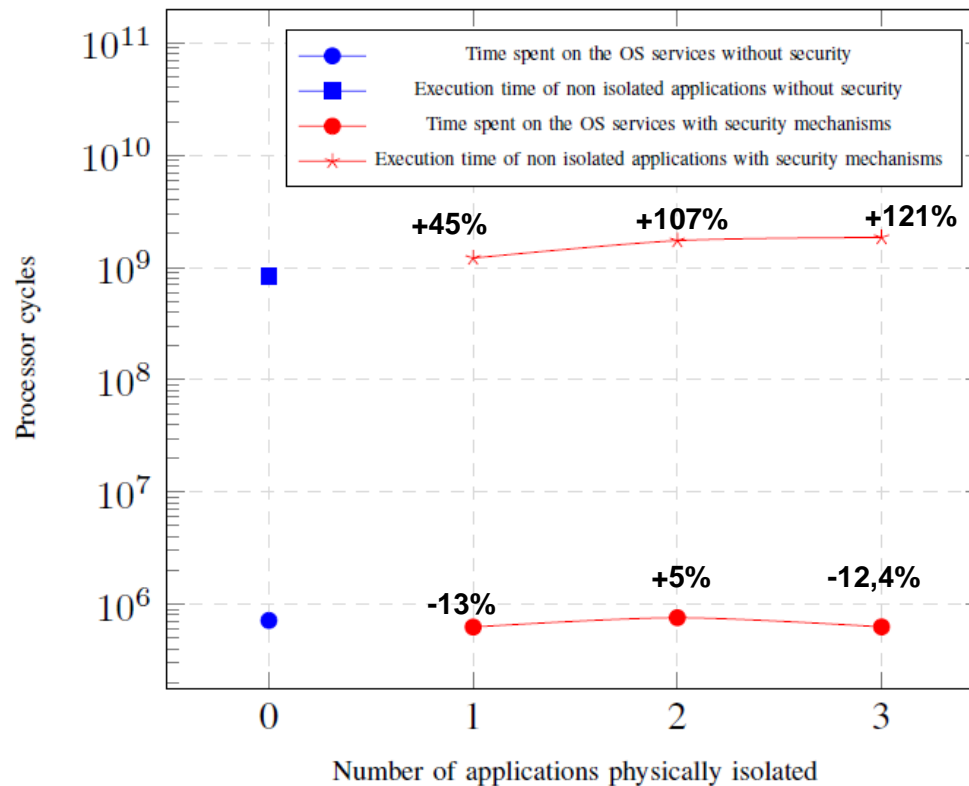 Time spent on the OS services without security
Execution time of non isolated applications without security
Time spent on the OS services with security mechanisms
Execution time of non isolated applications with security mechanisms
10^11
10^10
10^9
10^8
10^7
10^6
Processor cycles
+45%
+107%
+121%
-13%
+5%
-12,4%
0
1
2
3
Number of applications physically isolated